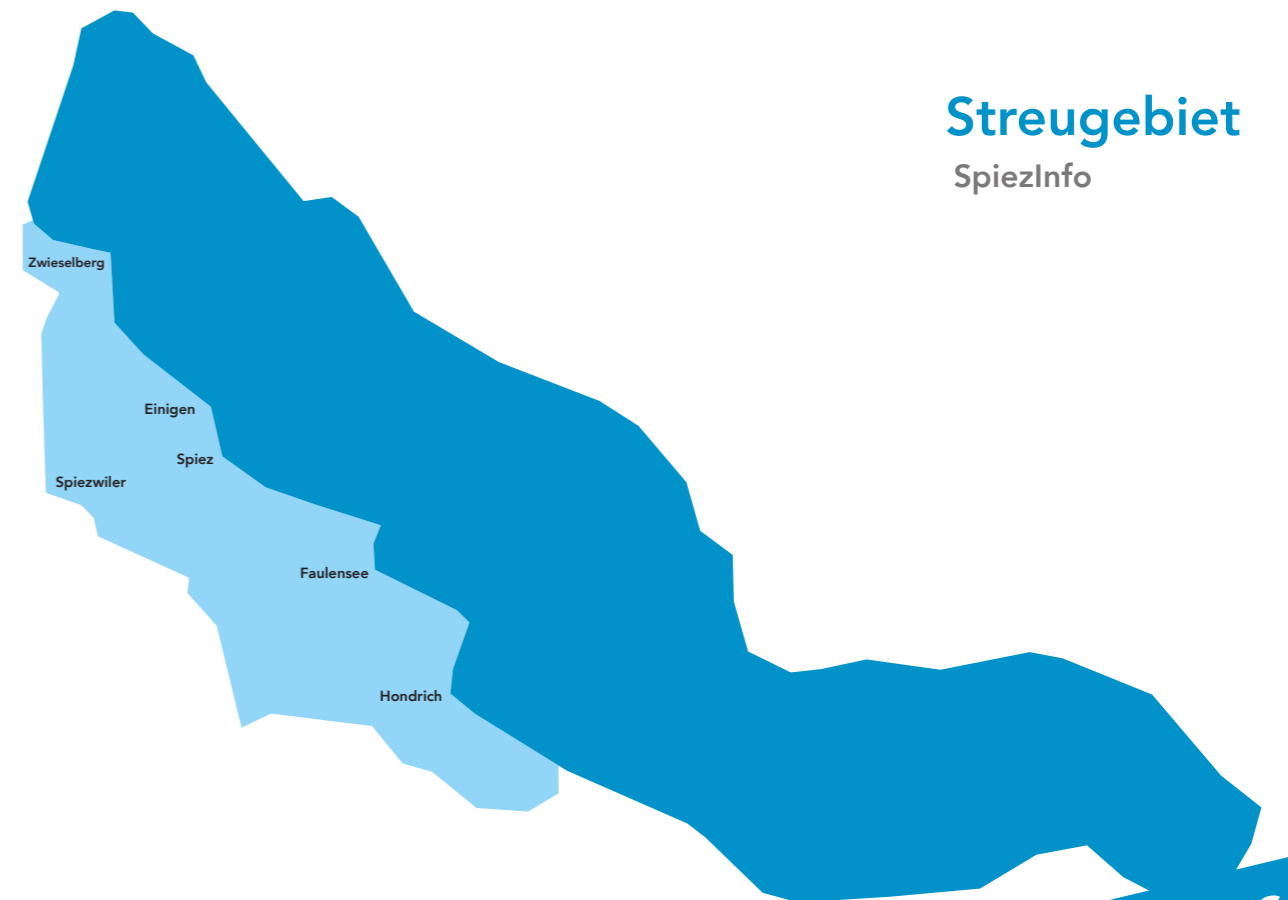 Streugebiet
SpiezInfo
Zwieselberg
Einigen
Spiez
Spiezwiler
Faulensee
Hondrich